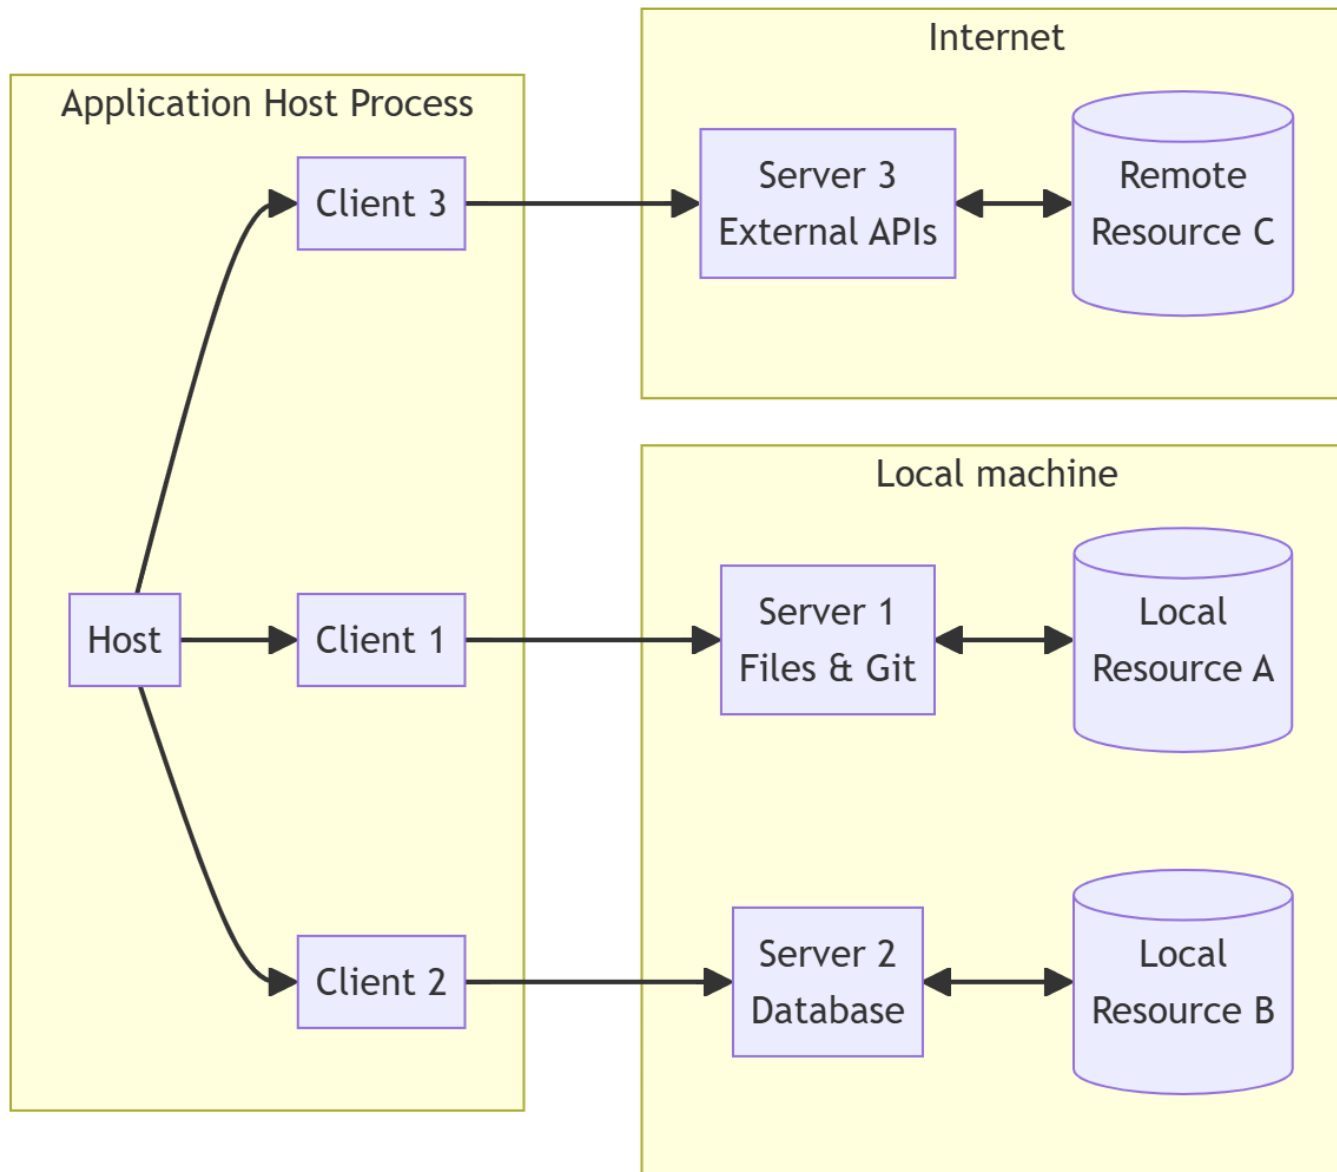 Application Host Process
Host
Client 3
Client 1
Client 2
Internet
Server 3
External APIs
Remote
Resource C
Local machine
Server 1
Files & Git
Local
Resource A
Server 2
Database
Local
Resource B